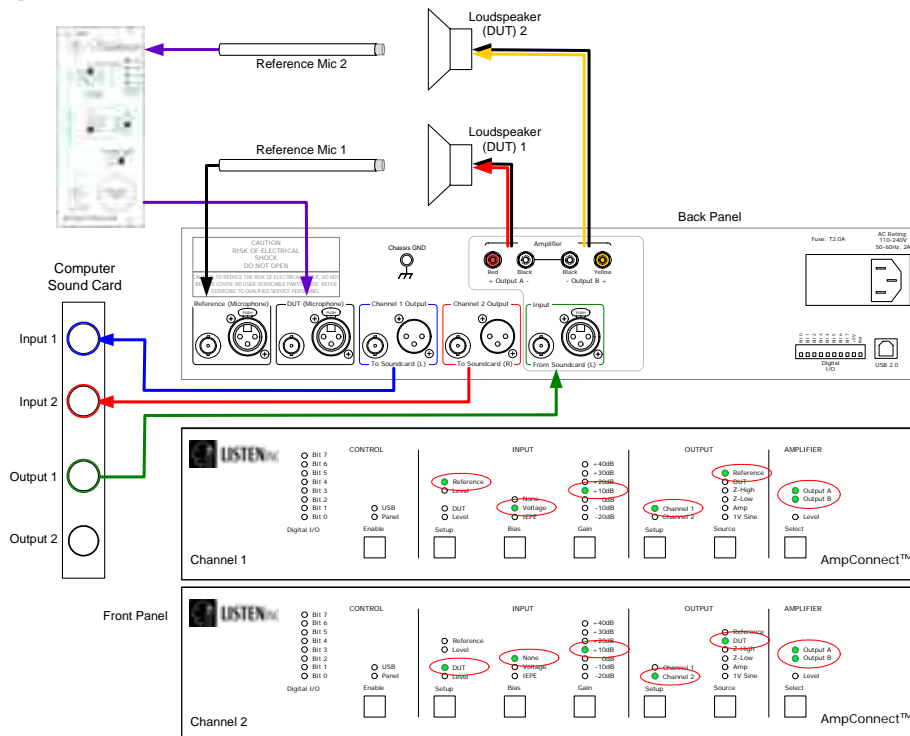 Loudspeaker
(DUT) 2
Reference Mic 2
Loudspeaker
(DUT) 1
Reference Mic 1
Back Panel
CAUTION
RISK OF ELECTRICAL
SHOCK
DO NOT OPEN
Chassis GND
Amplifier
Red
Black
Black
Yellow
+ Output A -
- Output B +
Fuse: T2.0A
AC Rating:
110-240V
50-60Hz, 2A
Computer
Sound Card
Reference (Microphone)
DUT (Microphone)
Channel 1 Output
Channel 2 Output
Input
PUSH
PUSH
PUSH
To Soundcard (L)
To Soundcard (R)
From Soundcard (L)
Digital
I/O
USB 2.0
Input 1
Input 2
Output 1
Output 2
LISTEN INC
CONTROL
INPUT
OUTPUT
AMPLIFIER
Bit 7
Bit 6
Bit 5
Bit 4
Bit 3
Bit 2
Bit 1
Bit 0
Digital I/O
USB
Panel
Enable
Reference
Level
DUT
Level
Setup
None
Voltage
IEPE
Bias
+40dB
+30dB
+20dB
+10dB
0dB
-10dB
-20dB
Gain
Channel 1
Channel 2
Setup
Reference
DUT
Z-High
Z-Low
Amp
1V Sine
Source
Output A
Output B
Level
Select
Channel 1
AmpConnect™
Front Panel
LISTEN INC
CONTROL
INPUT
OUTPUT
AMPLIFIER
Bit 7
Bit 6
Bit 5
Bit 4
Bit 3
Bit 2
Bit 1
Bit 0
Digital I/O
USB
Panel
Enable
Reference
Level
DUT
Level
Setup
None
Voltage
IEPE
Bias
+40dB
+30dB
+20dB
+10dB
0dB
-10dB
-20dB
Gain
Channel 1
Channel 2
Setup
Reference
DUT
Z-High
Z-Low
Amp
1V Sine
Source
Output A
Output B
Level
Select
Channel 2
AmpConnect™